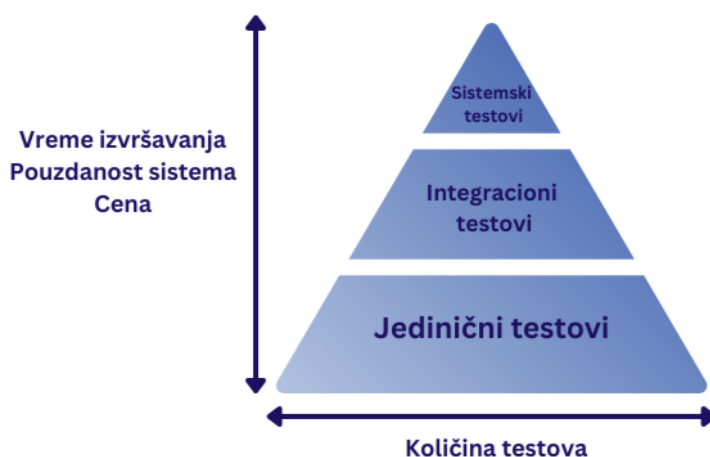 Sistemski
testovi
Vreme izvršavanja
Pouzdanost sistema
Cena
Integracioni
testovi
Jedinični testovi
Količina testova